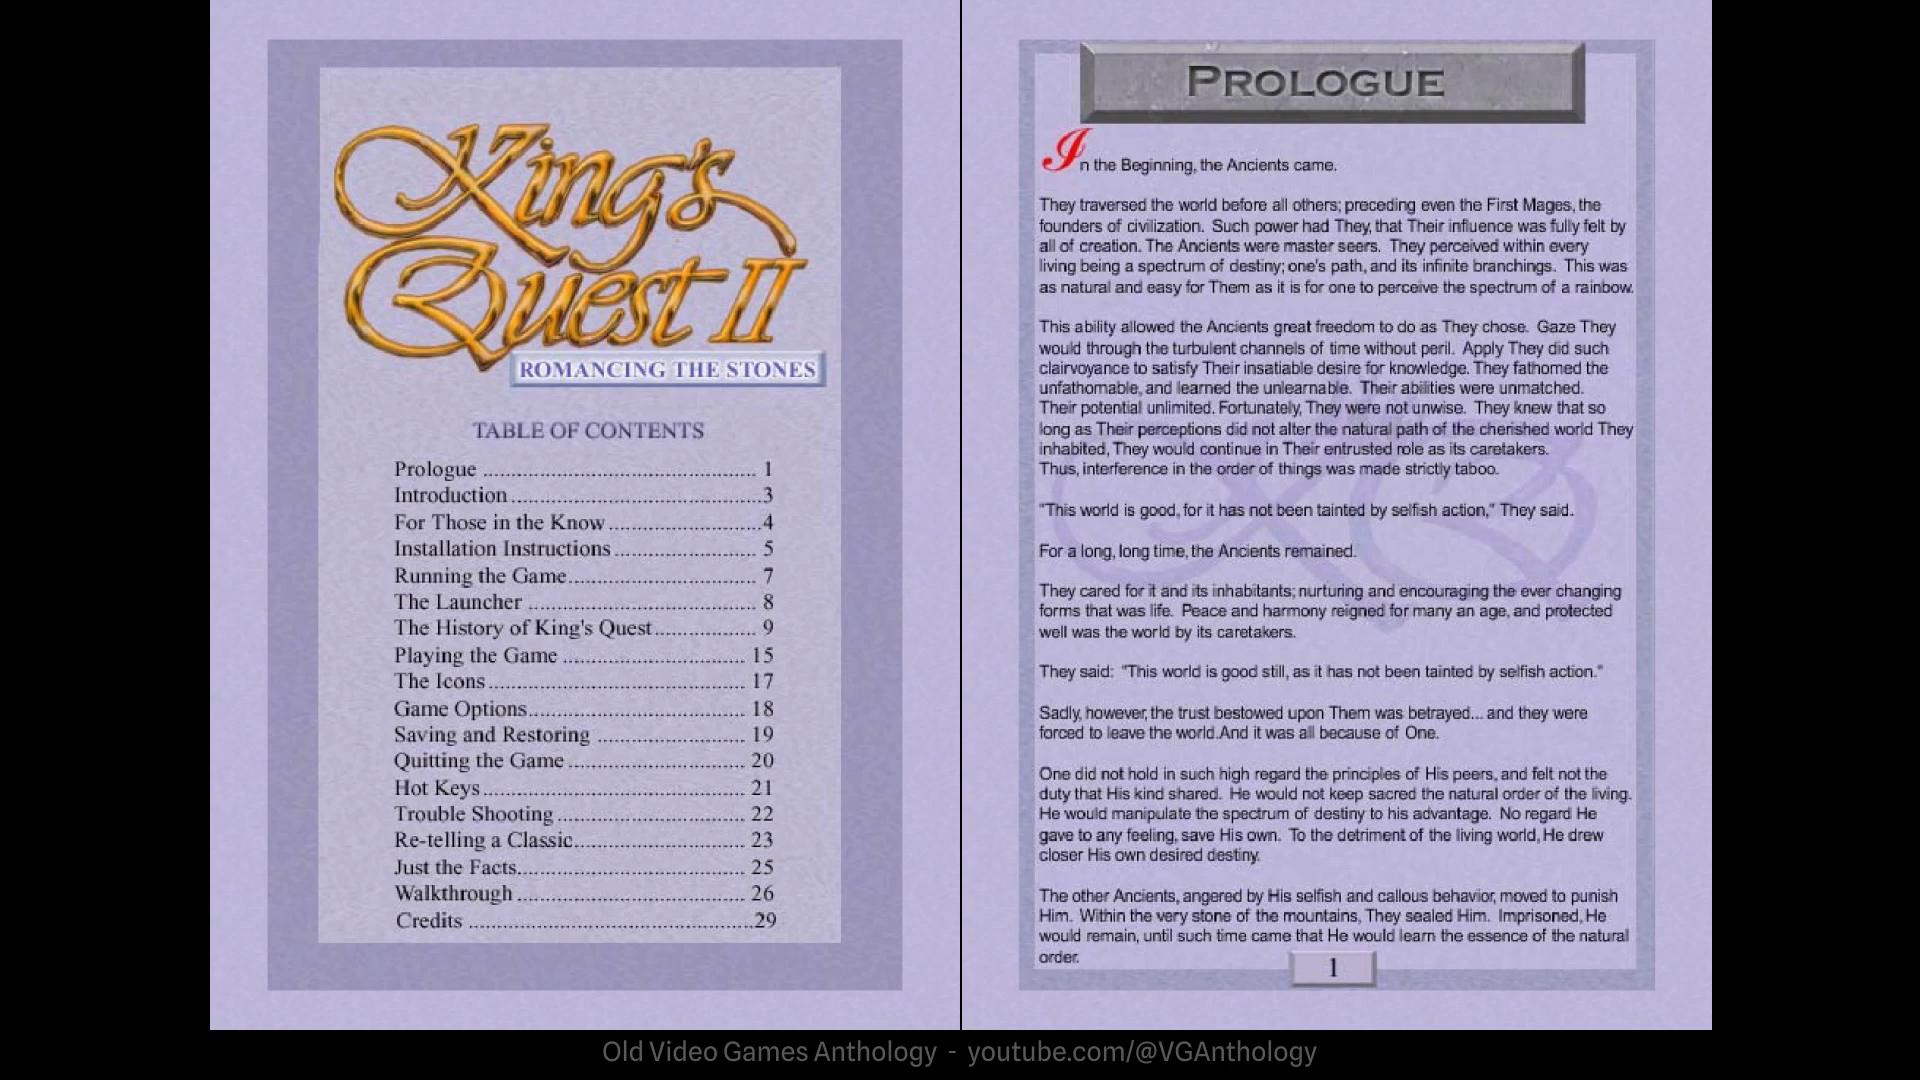 King's
Quest II
ROMANCING THE STONES
TABLE OF CONTENTS
Prologue ................................................ 1
Introduction ............................................3
For Those in the Know ...........................4
Installation Instructions ......................... 5
Running the Game ................................. 7
The Launcher ........................................ 8
The History of King's Quest .................. 9
Playing the Game ................................ 15
The Icons ............................................. 17
Game Options ...................................... 18
Saving and Restoring .......................... 19
Quitting the Game ............................... 20
Hot Keys .............................................. 21
Trouble Shooting ................................. 22
Re-telling a Classic .............................. 23
Just the Facts ........................................ 25
Walkthrough ........................................ 26
Credits ..................................................29
PROLOGUE
In the Beginning, the Ancients came.
They traversed the world before all others; preceding even the First Mages, the
founders of civilization. Such power had They, that Their influence was fully felt by
all of creation. The Ancients were master seers. They perceived within every
living being a spectrum of destiny; one's path, and its infinite branchings. This was
as natural and easy for Them as it is for one to perceive the spectrum of a rainbow.
This ability allowed the Ancients great freedom to do as They chose. Gaze They
would through the turbulent channels of time without peril. Apply They did such
clairvoyance to satisfy Their insatiable desire for knowledge. They fathomed the
unfathomable, and learned the unlearnable. Their abilities were unmatched.
Their potential unlimited. Fortunately, They were not unwise. They knew that so
long as Their perceptions did not alter the natural path of the cherished world They
inhabited, They would continue in Their entrusted role as its caretakers.
Thus, interference in the order of things was made strictly taboo.
"This world is good, for it has not been tainted by selfish action," They said.
For a long, long time, the Ancients remained.
They cared for it and its inhabitants; nurturing and encouraging the ever changing
forms that was life. Peace and harmony reigned for many an age, and protected
well was the world by its caretakers.
They said: "This world is good still, as it has not been tainted by selfish action."
Sadly, however, the trust bestowed upon Them was betrayed... and they were
forced to leave the world.And it was all because of One.
One did not hold in such high regard the principles of His peers, and felt not the
duty that His kind shared. He would not keep sacred the natural order of the living.
He would manipulate the spectrum of destiny to his advantage. No regard He
gave to any feeling, save His own. To the detriment of the living world, He drew
closer His own desired destiny.
The other Ancients, angered by His selfish and callous behavior, moved to punish
Him. Within the very stone of the mountains, They sealed Him. Imprisoned, He
would remain, until such time came that He would learn the essence of the natural
order.
1
Old Video Games Anthology - youtube.com/@VGAnthology